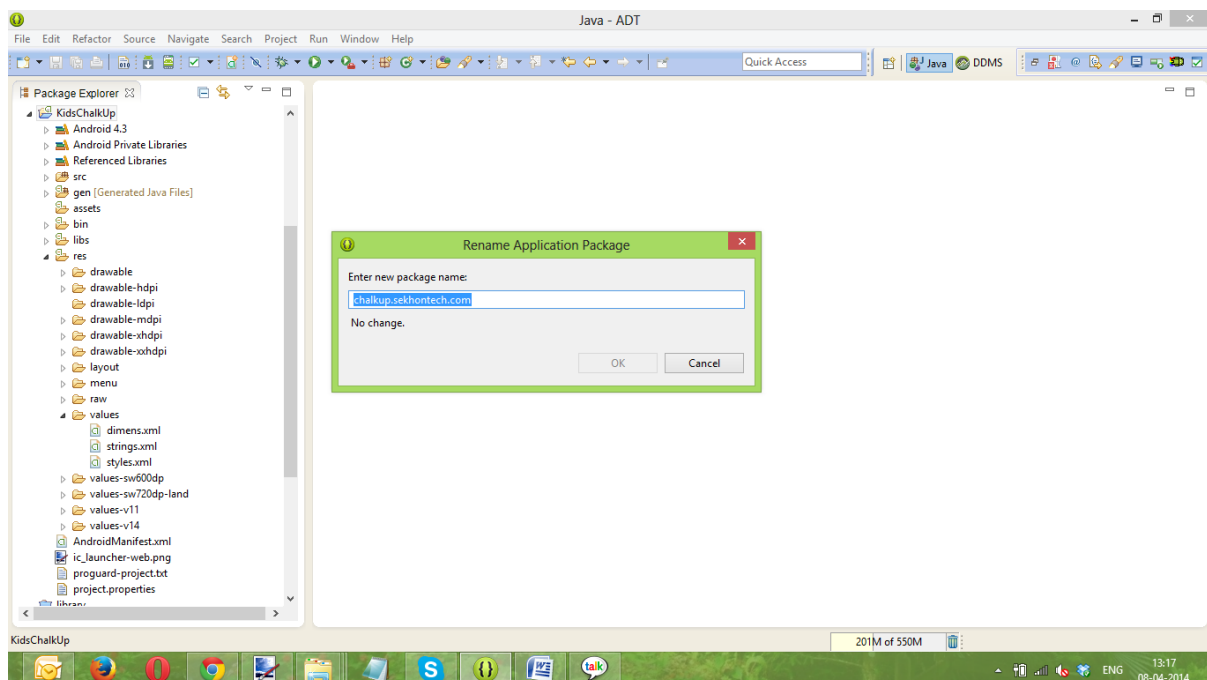 Java - ADT
File Edit Refactor Source Navigate Search Project Run Window Help
Quick Access
Java
DDMS
Package Explorer
KidsChalkUp
Android 4.3
Android Private Libraries
Referenced Libraries
src
gen [Generated Java Files]
assets
bin
libs
res
drawable
drawable-hdpi
drawable-ldpi
drawable-mdpi
drawable-xhdpi
drawable-xxhdpi
layout
menu
raw
values
dimens.xml
strings.xml
styles.xml
values-sw600dp
values-sw720dp-land
values-v11
values-v14
AndroidManifest.xml
ic_launcher-web.png
proguard-project.txt
project.properties
library
Rename Application Package
Enter new package name:
chalkup.sekhontech.com
No change.
OK
Cancel
KidsChalkUp
201M of 550M
talk
ENG
13:17
08-04-2014